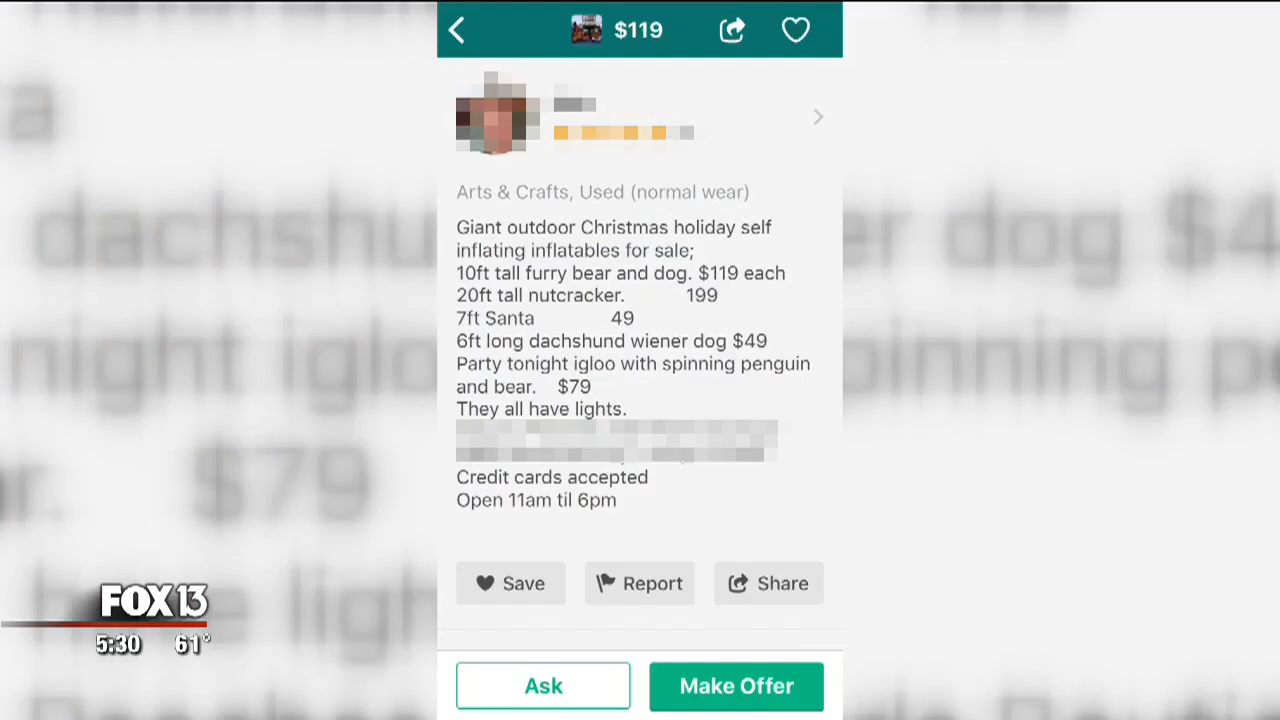 $119
Arts & Crafts, Used (normal wear)
Giant outdoor Christmas holiday self
inflating inflatables for sale;
10ft tall furry bear and dog. $119 each
20ft tall nutcracker. 199
7ft Santa 49
6ft long dachshund wiener dog $49
Party tonight igloo with spinning penguin
and bear. $79
They all have lights.
Credit cards accepted
Open 11am til 6pm
Save
Report
Share
Ask
Make Offer
FOX 13
5:30 61°